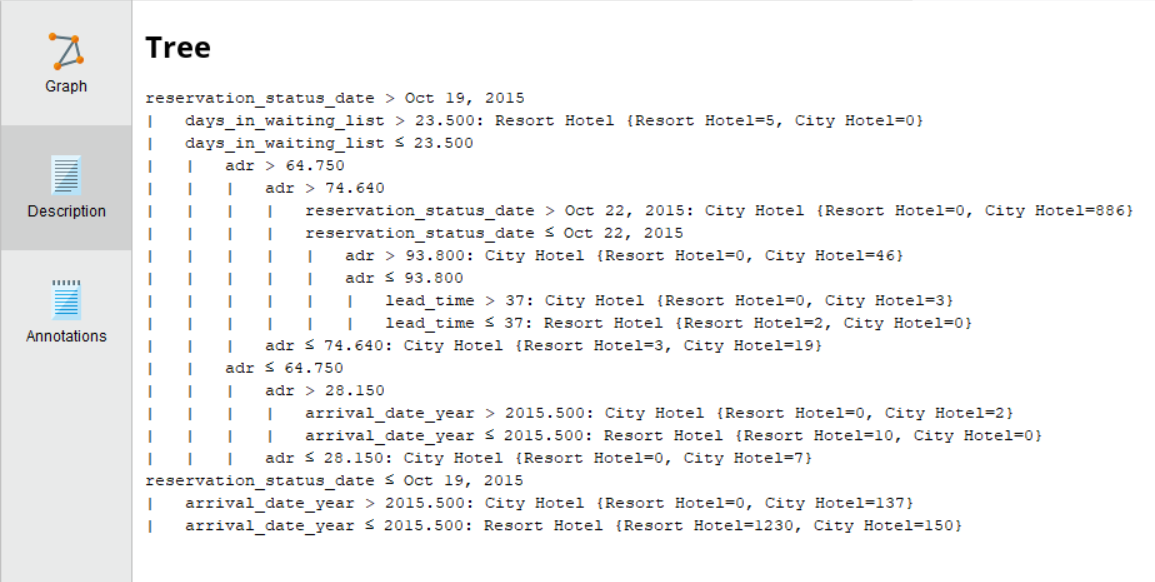 Graph
Description
Annotations
Tree
reservation_status_date > Oct 19, 2015
|   days_in_waiting_list > 23.500: Resort Hotel {Resort Hotel=5, City Hotel=0}
|   days_in_waiting_list ≤ 23.500
|   |   adr > 64.750
|   |   |   adr > 74.640
|   |   |   |   reservation_status_date > Oct 22, 2015: City Hotel {Resort Hotel=0, City Hotel=886}
|   |   |   |   reservation_status_date ≤ Oct 22, 2015
|   |   |   |   |   adr > 93.800: City Hotel {Resort Hotel=0, City Hotel=46}
|   |   |   |   |   adr ≤ 93.800
|   |   |   |   |   |   lead_time > 37: City Hotel {Resort Hotel=0, City Hotel=3}
|   |   |   |   |   |   lead_time ≤ 37: Resort Hotel {Resort Hotel=2, City Hotel=0}
|   |   |   adr ≤ 74.640: City Hotel {Resort Hotel=3, City Hotel=19}
|   |   adr ≤ 64.750
|   |   |   adr > 28.150
|   |   |   |   arrival_date_year > 2015.500: City Hotel {Resort Hotel=0, City Hotel=2}
|   |   |   |   arrival_date_year ≤ 2015.500: Resort Hotel {Resort Hotel=10, City Hotel=0}
|   |   |   adr ≤ 28.150: City Hotel {Resort Hotel=0, City Hotel=7}
reservation_status_date ≤ Oct 19, 2015
|   arrival_date_year > 2015.500: City Hotel {Resort Hotel=0, City Hotel=137}
|   arrival_date_year ≤ 2015.500: Resort Hotel {Resort Hotel=1230, City Hotel=150}